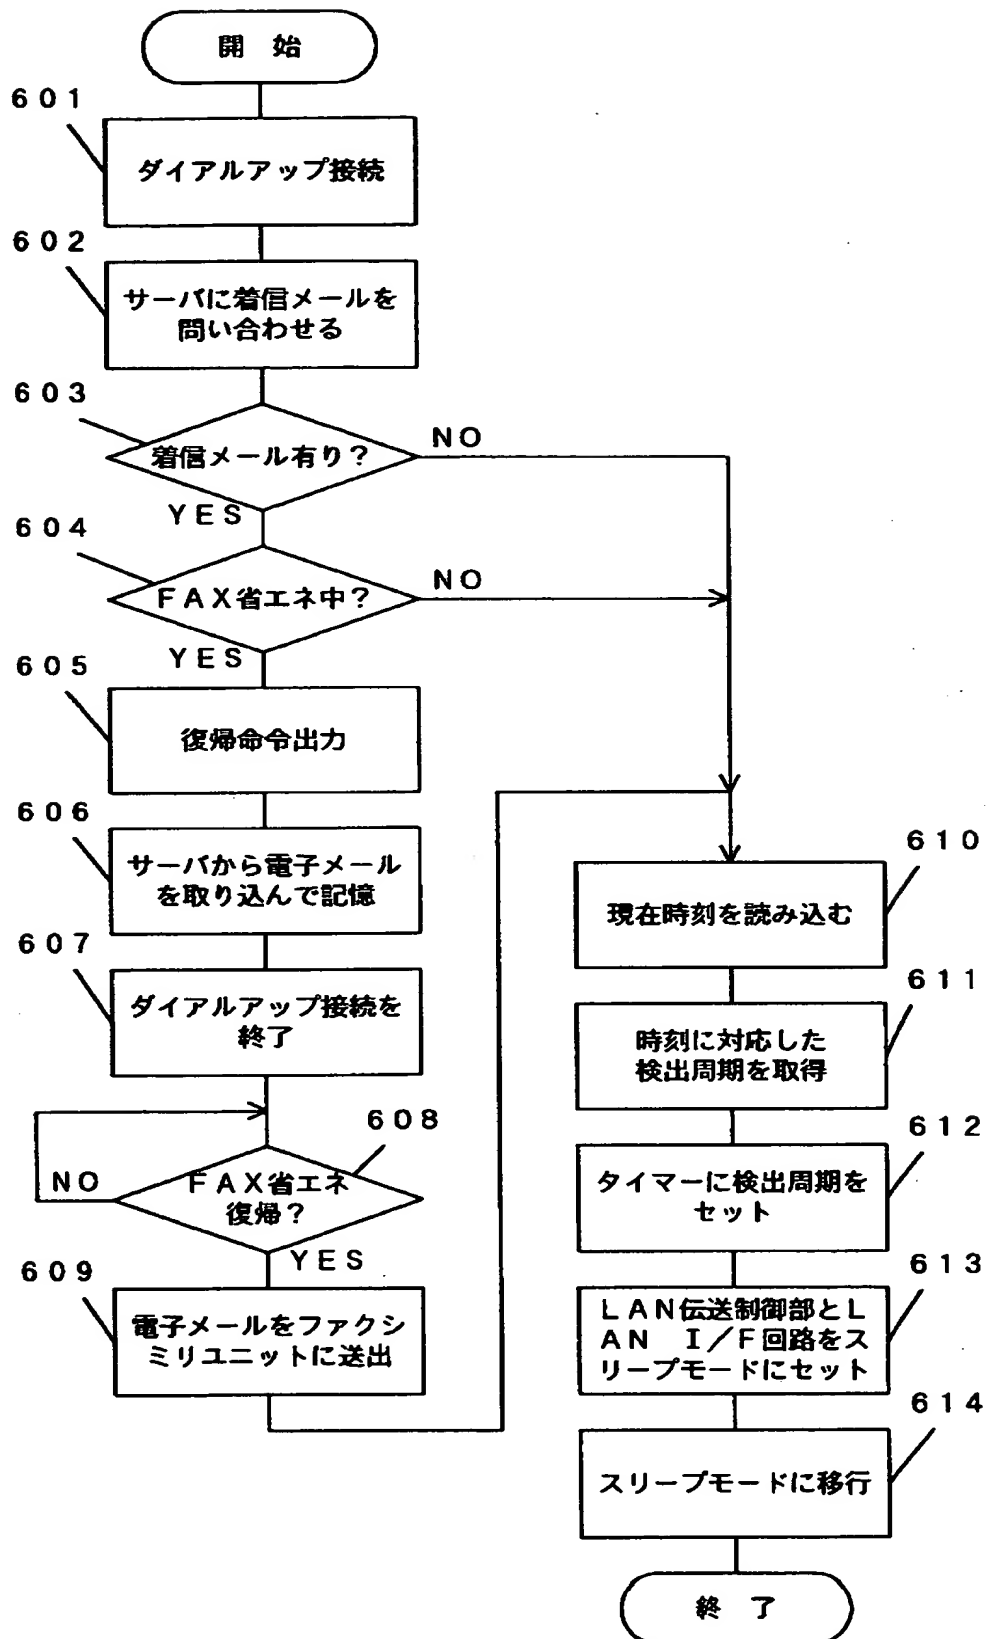 開 始
601
ダイアルアップ接続
602
サーバに着信メールを
問い合わせる
603
着信メール有り?
NO
YES
604
FAX省エネ中?
NO
YES
605
復帰命令出力
606
サーバから電子メール
を取り込んで記憶
607
ダイアルアップ接続を
終了
608
FAX省エネ
復帰?
NO
YES
609
電子メールをファクシ
ミリユニットに送出
610
現在時刻を読み込む
611
時刻に対応した
検出周期を取得
612
タイマーに検出周期を
セット
613
LAN伝送制御部とL
AN I/F回路をス
リープモードにセット
614
スリープモードに移行
終 了